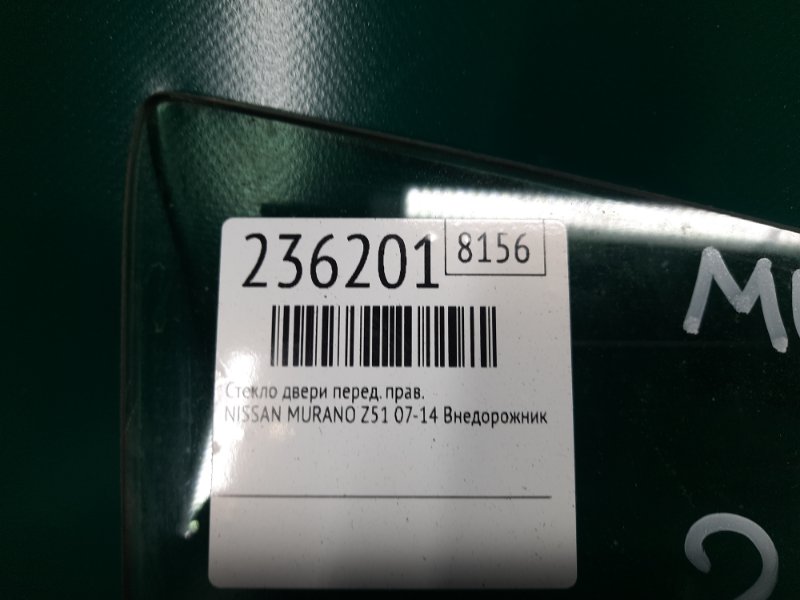 236201 8156
Стекло двери перед. прав.
NISSAN MURANO Z51 07-14 Внедорожник